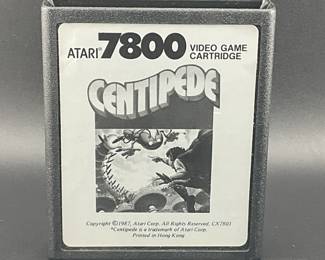 ATARI® 7800 VIDEO GAME
CARTRIDGE
CENTIPEDE
Copyright ©1987, Atari Corp. All Rights Reserved, CX7801
"Centipede is a trademark of Atari Corp.
Printed in Hong Kong